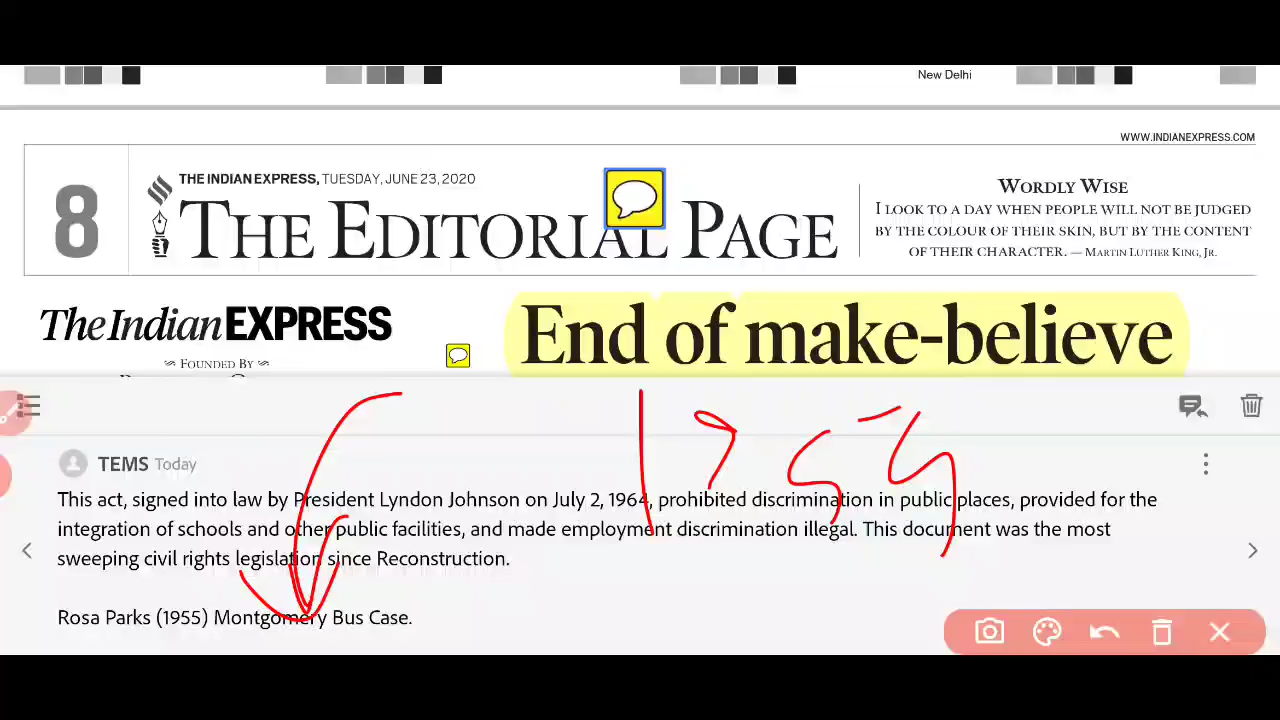 New Delhi
WWW.INDIANEXPRESS.COM
8
THE INDIAN EXPRESS, TUESDAY, JUNE 23, 2020
THE EDITORIAL PAGE
WORDLY WISE
I LOOK TO A DAY WHEN PEOPLE WILL NOT BE JUDGED
BY THE COLOUR OF THEIR SKIN, BUT BY THE CONTENT
OF THEIR CHARACTER. — MARTIN LUTHER KING, JR.
The Indian EXPRESS
FOUNDED BY
End of make-believe
1955
TEMS Today
This act, signed into law by President Lyndon Johnson on July 2, 1964, prohibited discrimination in public places, provided for the
integration of schools and other public facilities, and made employment discrimination illegal. This document was the most
sweeping civil rights legislation since Reconstruction.
Rosa Parks (1955) Montgomery Bus Case.